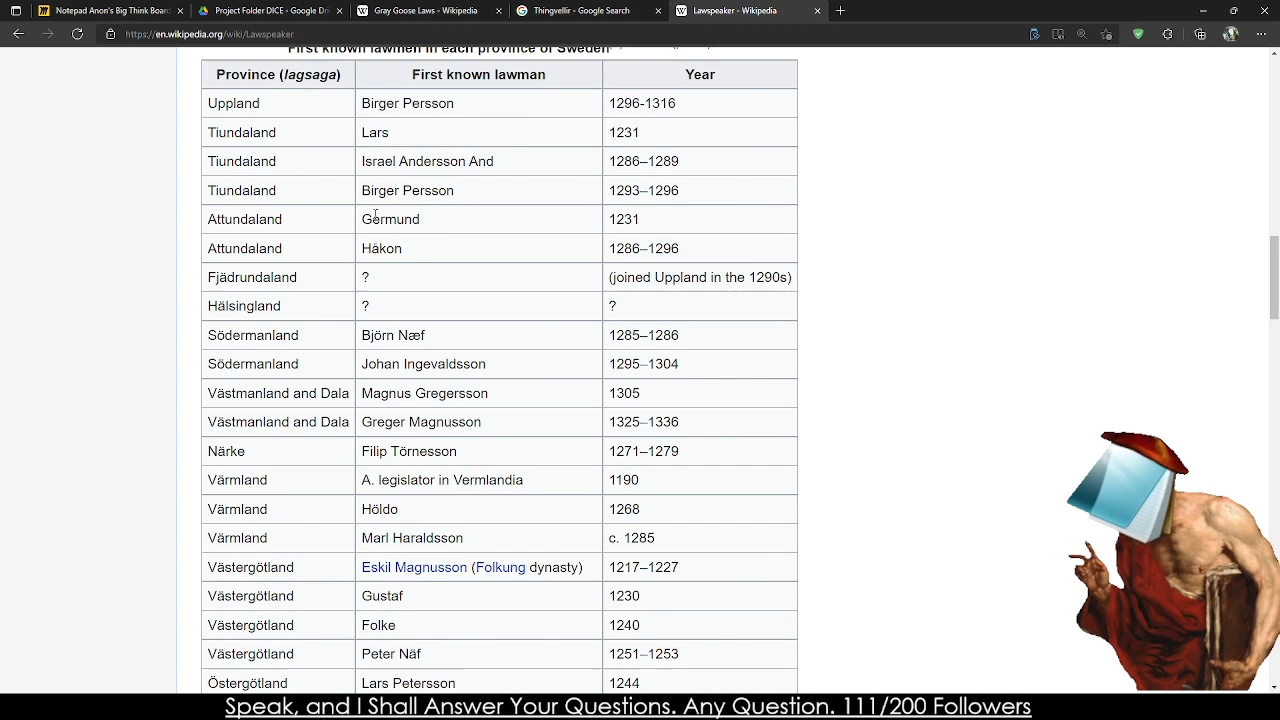 Notepad Anon's Big Think Board
Project Folder DICE - Google Dri
Gray Goose Laws - Wikipedia
Thingvellir - Google Search
Lawspeaker - Wikipedia
https://en.wikipedia.org/wiki/Lawspeaker
First known lawmen in each province of Sweden
Province (lagsaga) First known lawman Year
Uppland Birger Persson 1296-1316
Tiundaland Lars 1231
Tiundaland Israel Andersson And 1286–1289
Tiundaland Birger Persson 1293–1296
Attundaland Germund 1231
Attundaland Håkon 1286–1296
Fjädrundaland ? (joined Uppland in the 1290s)
Hälsingland ? ?
Södermanland Björn Næf 1285–1286
Södermanland Johan Ingevaldsson 1295–1304
Västmanland and Dala Magnus Gregersson 1305
Västmanland and Dala Greger Magnusson 1325–1336
Närke Filip Törnesson 1271–1279
Värmland A. legislator in Vermlandia 1190
Värmland Höldo 1268
Värmland Marl Haraldsson c. 1285
Västergötland Eskil Magnusson (Folkung dynasty) 1217–1227
Västergötland Gustaf 1230
Västergötland Folke 1240
Västergötland Peter Näf 1251–1253
Östergötland Lars Petersson 1244
Speak, and I Shall Answer Your Questions. Any Question. 111/200 Followers